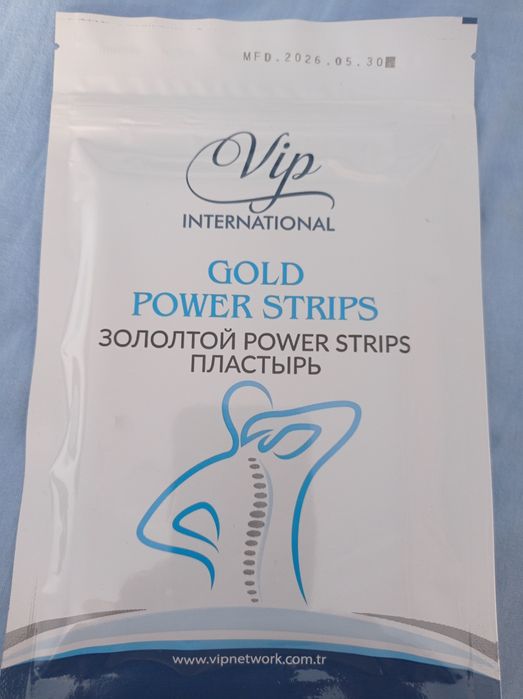 MFD.2026.05.30
Vip
INTERNATIONAL
GOLD
POWER STRIPS
ЗОЛОЛТОЙ POWER STRIPS
ПЛАСТЫРЬ
www.vipnetwork.com.tr